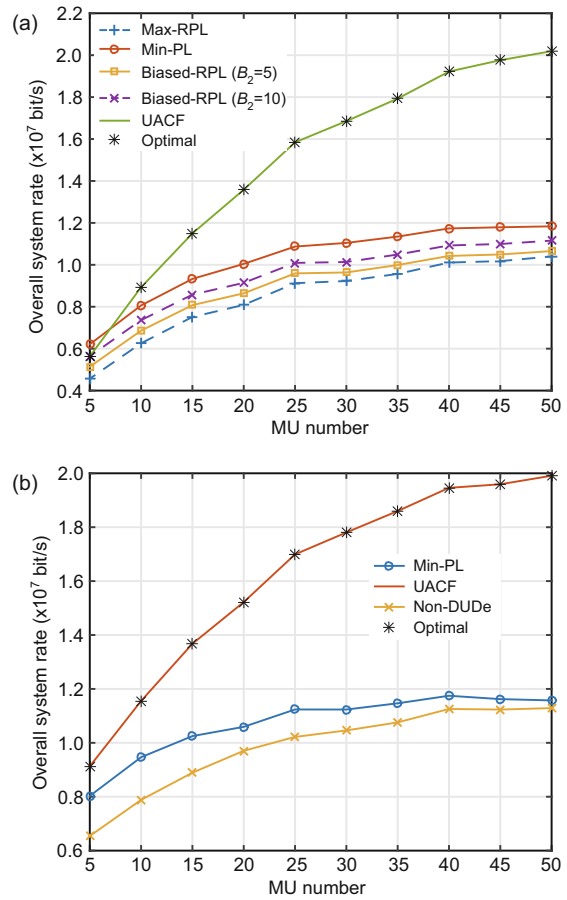 (a)
Overall system rate (x10⁷ bit/s)
2.2
2.0
1.8
1.6
1.4
1.2
1.0
0.8
0.6
0.4
Max-RPL
Min-PL
Biased-RPL (B₂=5)
Biased-RPL (B₂=10)
UACF
Optimal
5 10 15 20 25 30 35 40 45 50
MU number
(b)
Overall system rate (x10⁷ bit/s)
2.0
1.8
1.6
1.4
1.2
1.0
0.8
0.6
Min-PL
UACF
Non-DUDe
Optimal
5 10 15 20 25 30 35 40 45 50
MU number